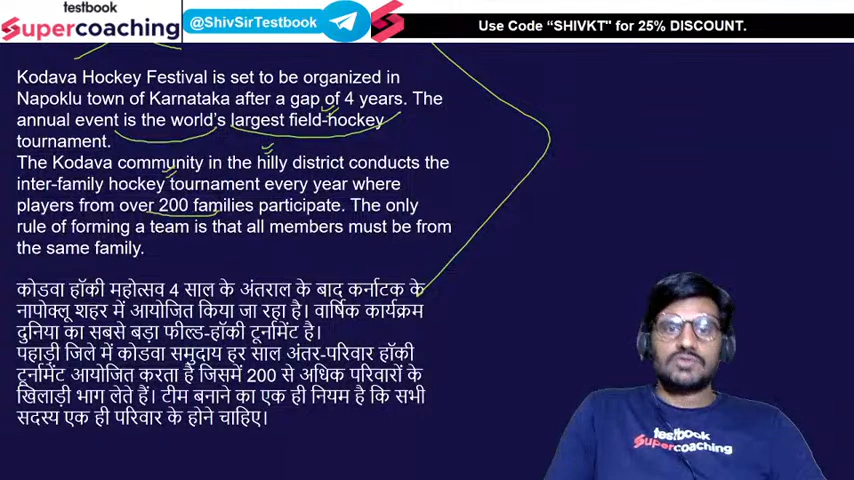 testbook
Supercoaching
@ShivSirTestbook
Use Code “SHIVKT" for 25% DISCOUNT.
Kodava Hockey Festival is set to be organized in
Napoklu town of Karnataka after a gap of 4 years. The
annual event is the world's largest field-hockey
tournament.
The Kodava community in the hilly district conducts the
inter-family hockey tournament every year where
players from over 200 families participate. The only
rule of forming a team is that all members must be from
the same family.
कोडवा हॉकी महोत्सव 4 साल के अंतराल के बाद कर्नाटक के
नापोक्लू शहर में आयोजित किया जा रहा है। वार्षिक कार्यक्रम
दुनिया का सबसे बड़ा फील्ड-हॉकी टूर्नामेंट है।
पहाड़ी जिले में कोडवा समुदाय हर साल अंतर-परिवार हॉकी
टूर्नामेंट आयोजित करता है जिसमें 200 से अधिक परिवारों के
खिलाड़ी भाग लेते हैं। टीम बनाने का एक ही नियम है कि सभी
सदस्य एक ही परिवार के होने चाहिए।
testbook
Supercoaching